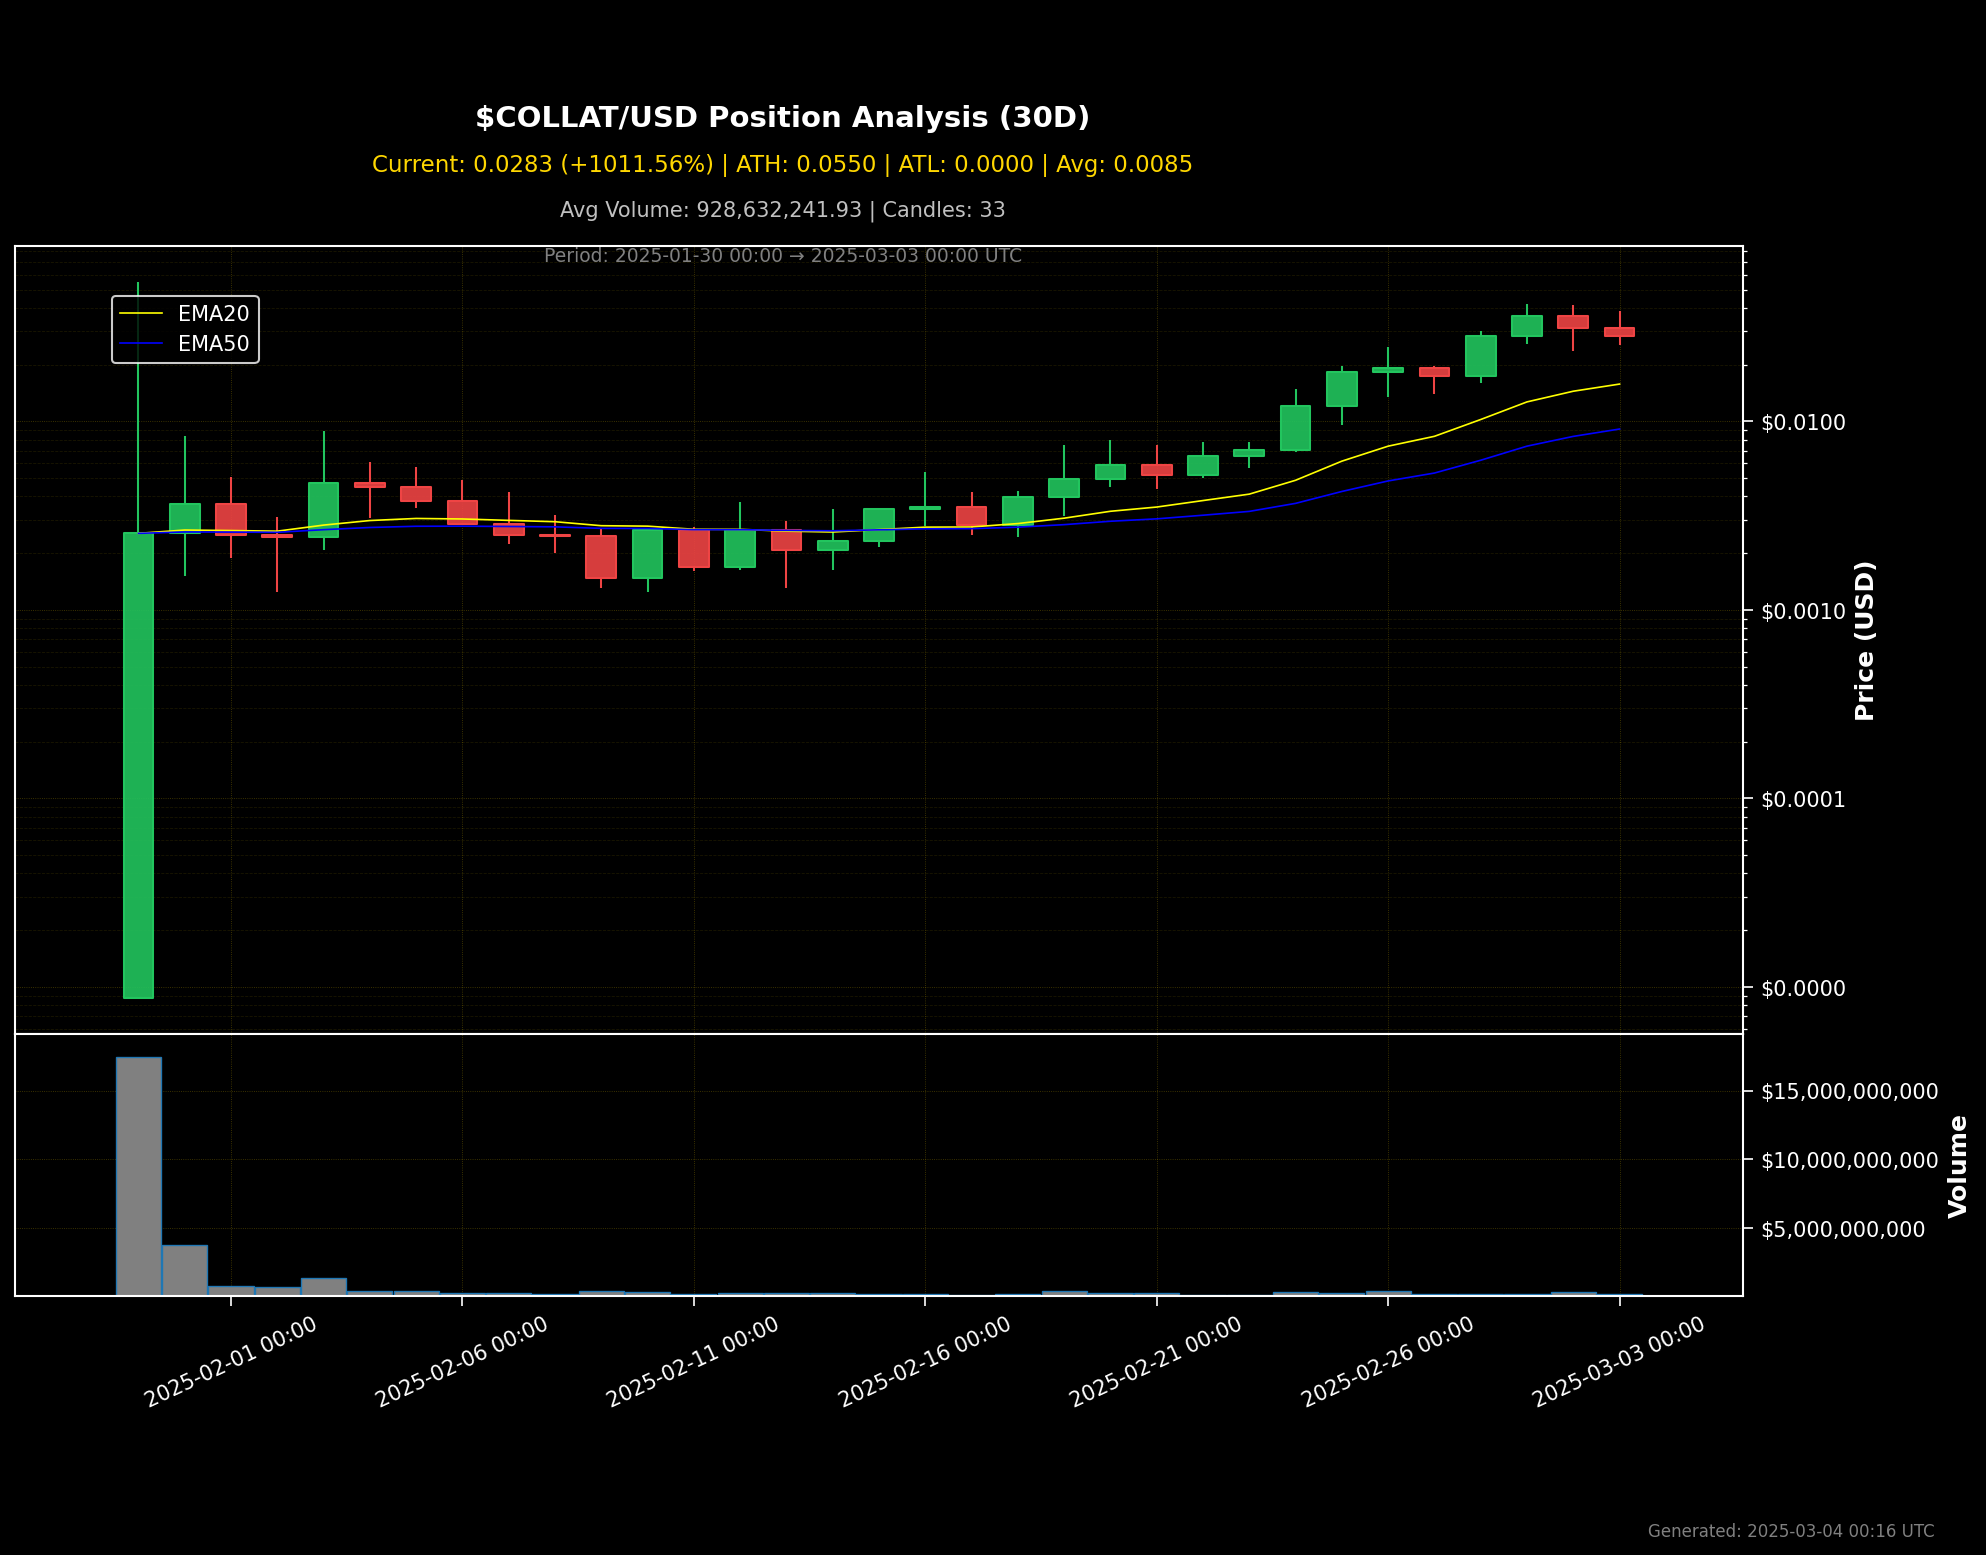 $COLLAT/USD Position Analysis (30D)
Current: 0.0283 (+1011.56%) | ATH: 0.0550 | ATL: 0.0000 | Avg: 0.0085
Avg Volume: 928,632,241.93 | Candles: 33
Period: 2025-01-30 00:00 → 2025-03-03 00:00 UTC
EMA20
EMA50
$0.0100
$0.0010
$0.0001
$0.0000
Price (USD)
$15,000,000,000
$10,000,000,000
$5,000,000,000
Volume
2025-02-01 00:00
2025-02-06 00:00
2025-02-11 00:00
2025-02-16 00:00
2025-02-21 00:00
2025-02-26 00:00
2025-03-03 00:00
Generated: 2025-03-04 00:16 UTC